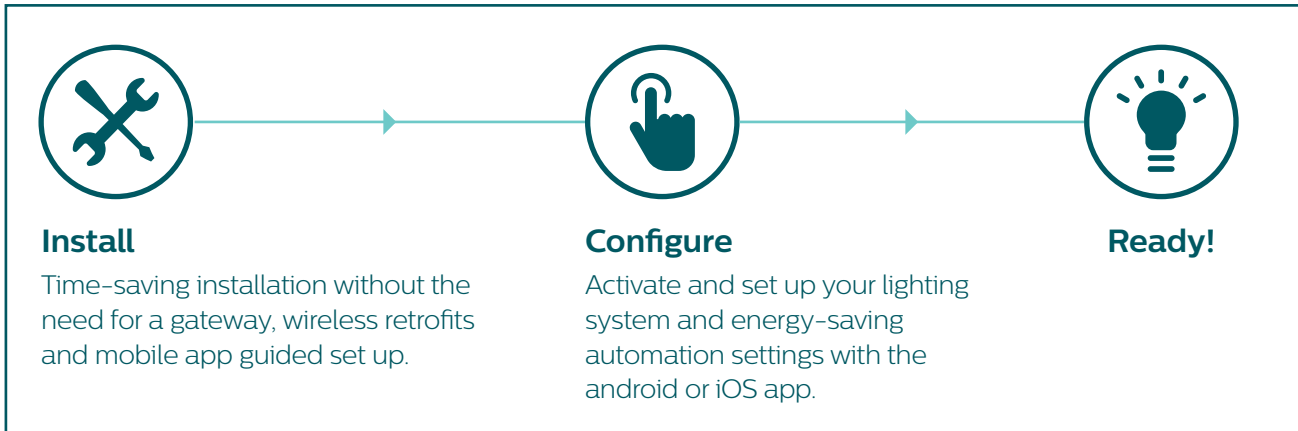 Install
Time-saving installation without the
need for a gateway, wireless retrofits
and mobile app guided set up.
Configure
Activate and set up your lighting
system and energy-saving
automation settings with the
android or iOS app.
Ready!